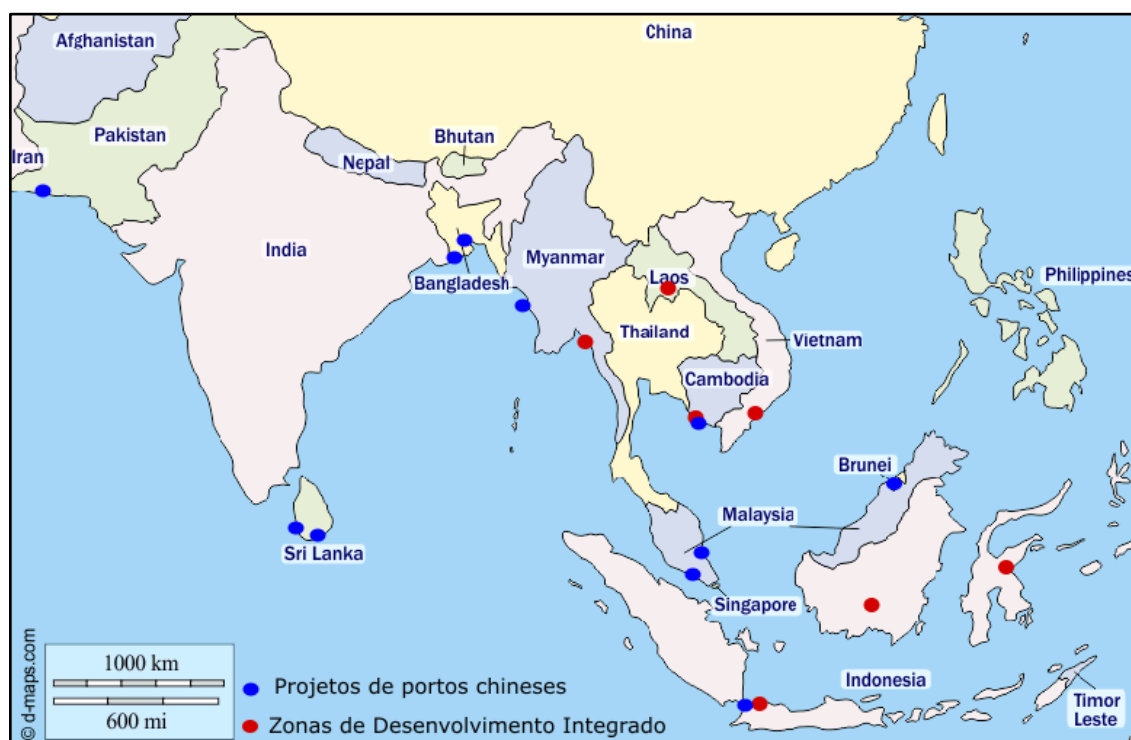 China
Afghanistan
Pakistan
Bhutan
Iran
Nepal
India
Myanmar
Bangladesh
Laos
Philippines
Thailand
Vietnam
Cambodia
Brunei
Malaysia
Sri Lanka
Singapore
Indonesia
Timor
Leste
1000 km
600 mi
Projetos de portos chineses
Zonas de Desenvolvimento Integrado
© d-maps.com